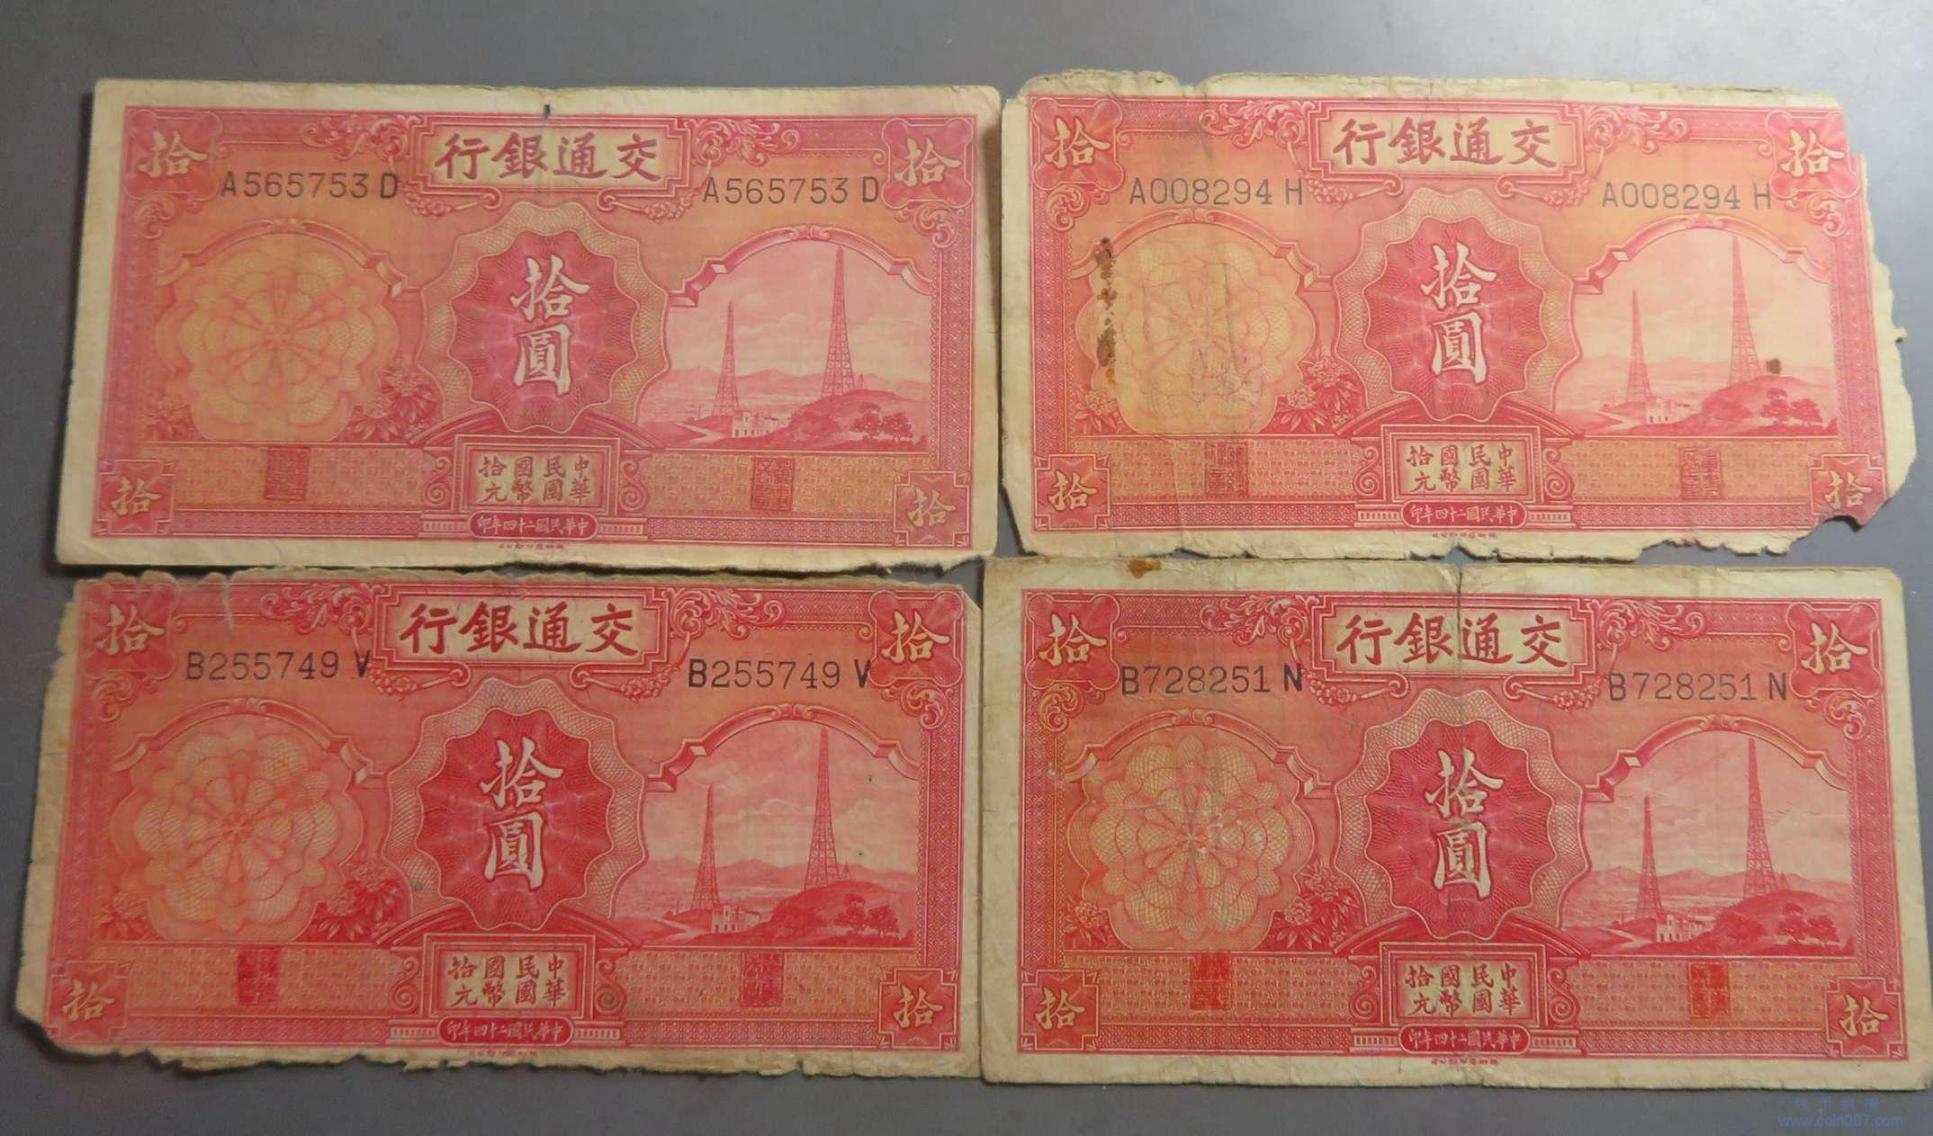 行銀通交
拾 拾
A565753 D A565753 D
拾圓
拾國民中
元幣國華
拾 拾
印年四十二國民華中
行銀通交
拾 拾
A008294 H A008294 H
拾圓
拾國民中
元幣國華
拾 拾
印年四十二國民華中
行銀通交
拾 拾
B255749 V B255749 V
拾圓
拾國民中
元幣國華
拾 拾
印年四十二國民華中
行銀通交
拾 拾
B728251 N B728251 N
拾圓
拾國民中
元幣國華
拾 拾
印年四十二國民華中
www.coin007.com